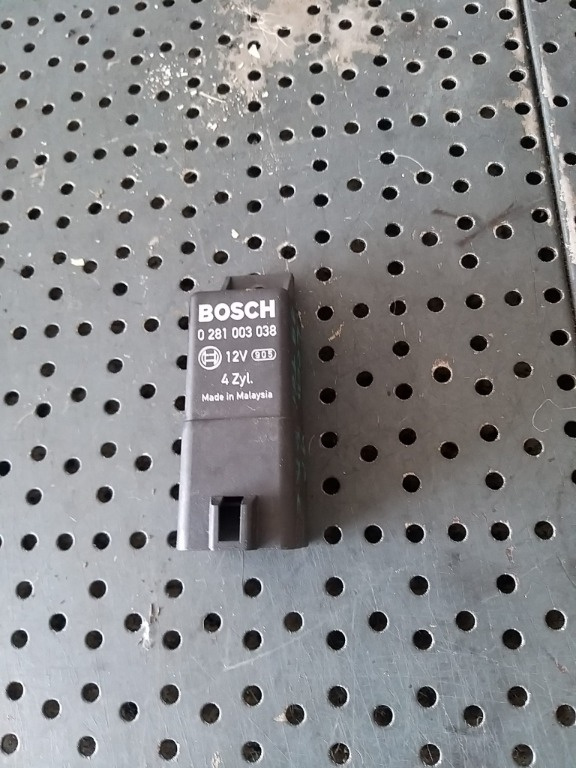 BOSCH
0 281 003 038
12V 905
4 Zyl.
Made in Malaysia